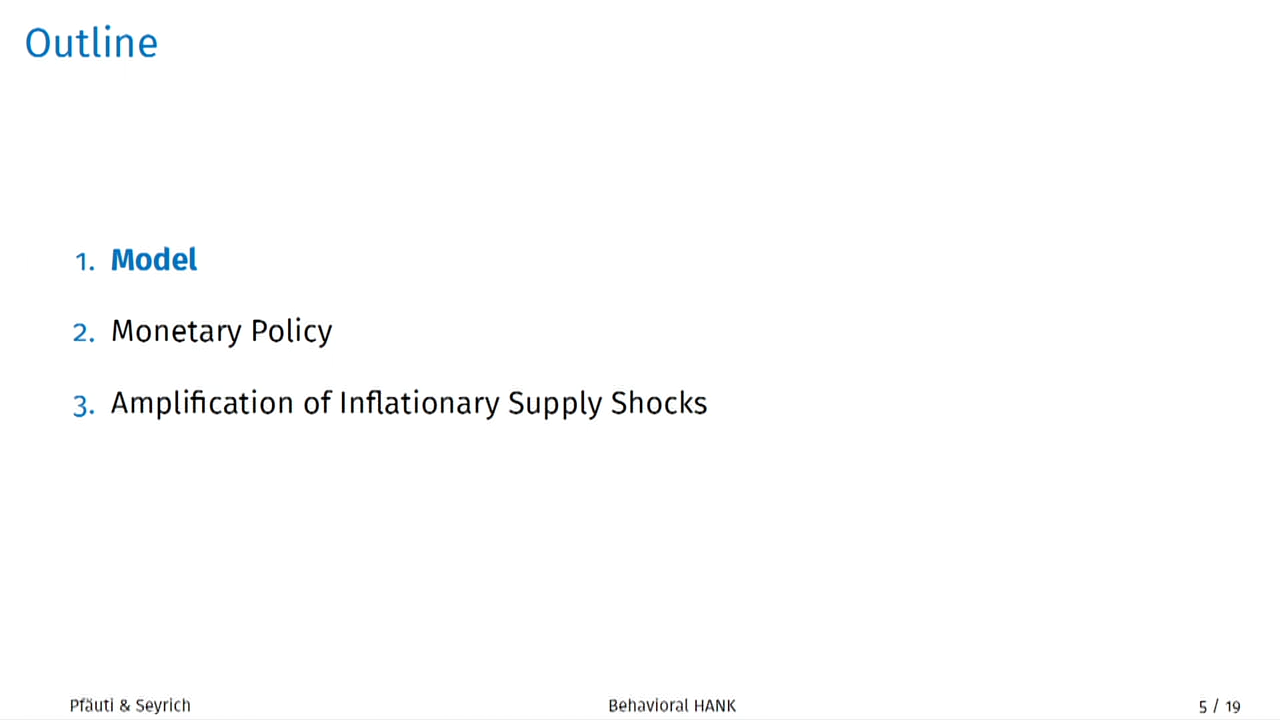 Outline
1. Model
2. Monetary Policy
3. Amplification of Inflationary Supply Shocks
Pfäuti & Seyrich Behavioral HANK 5 / 19